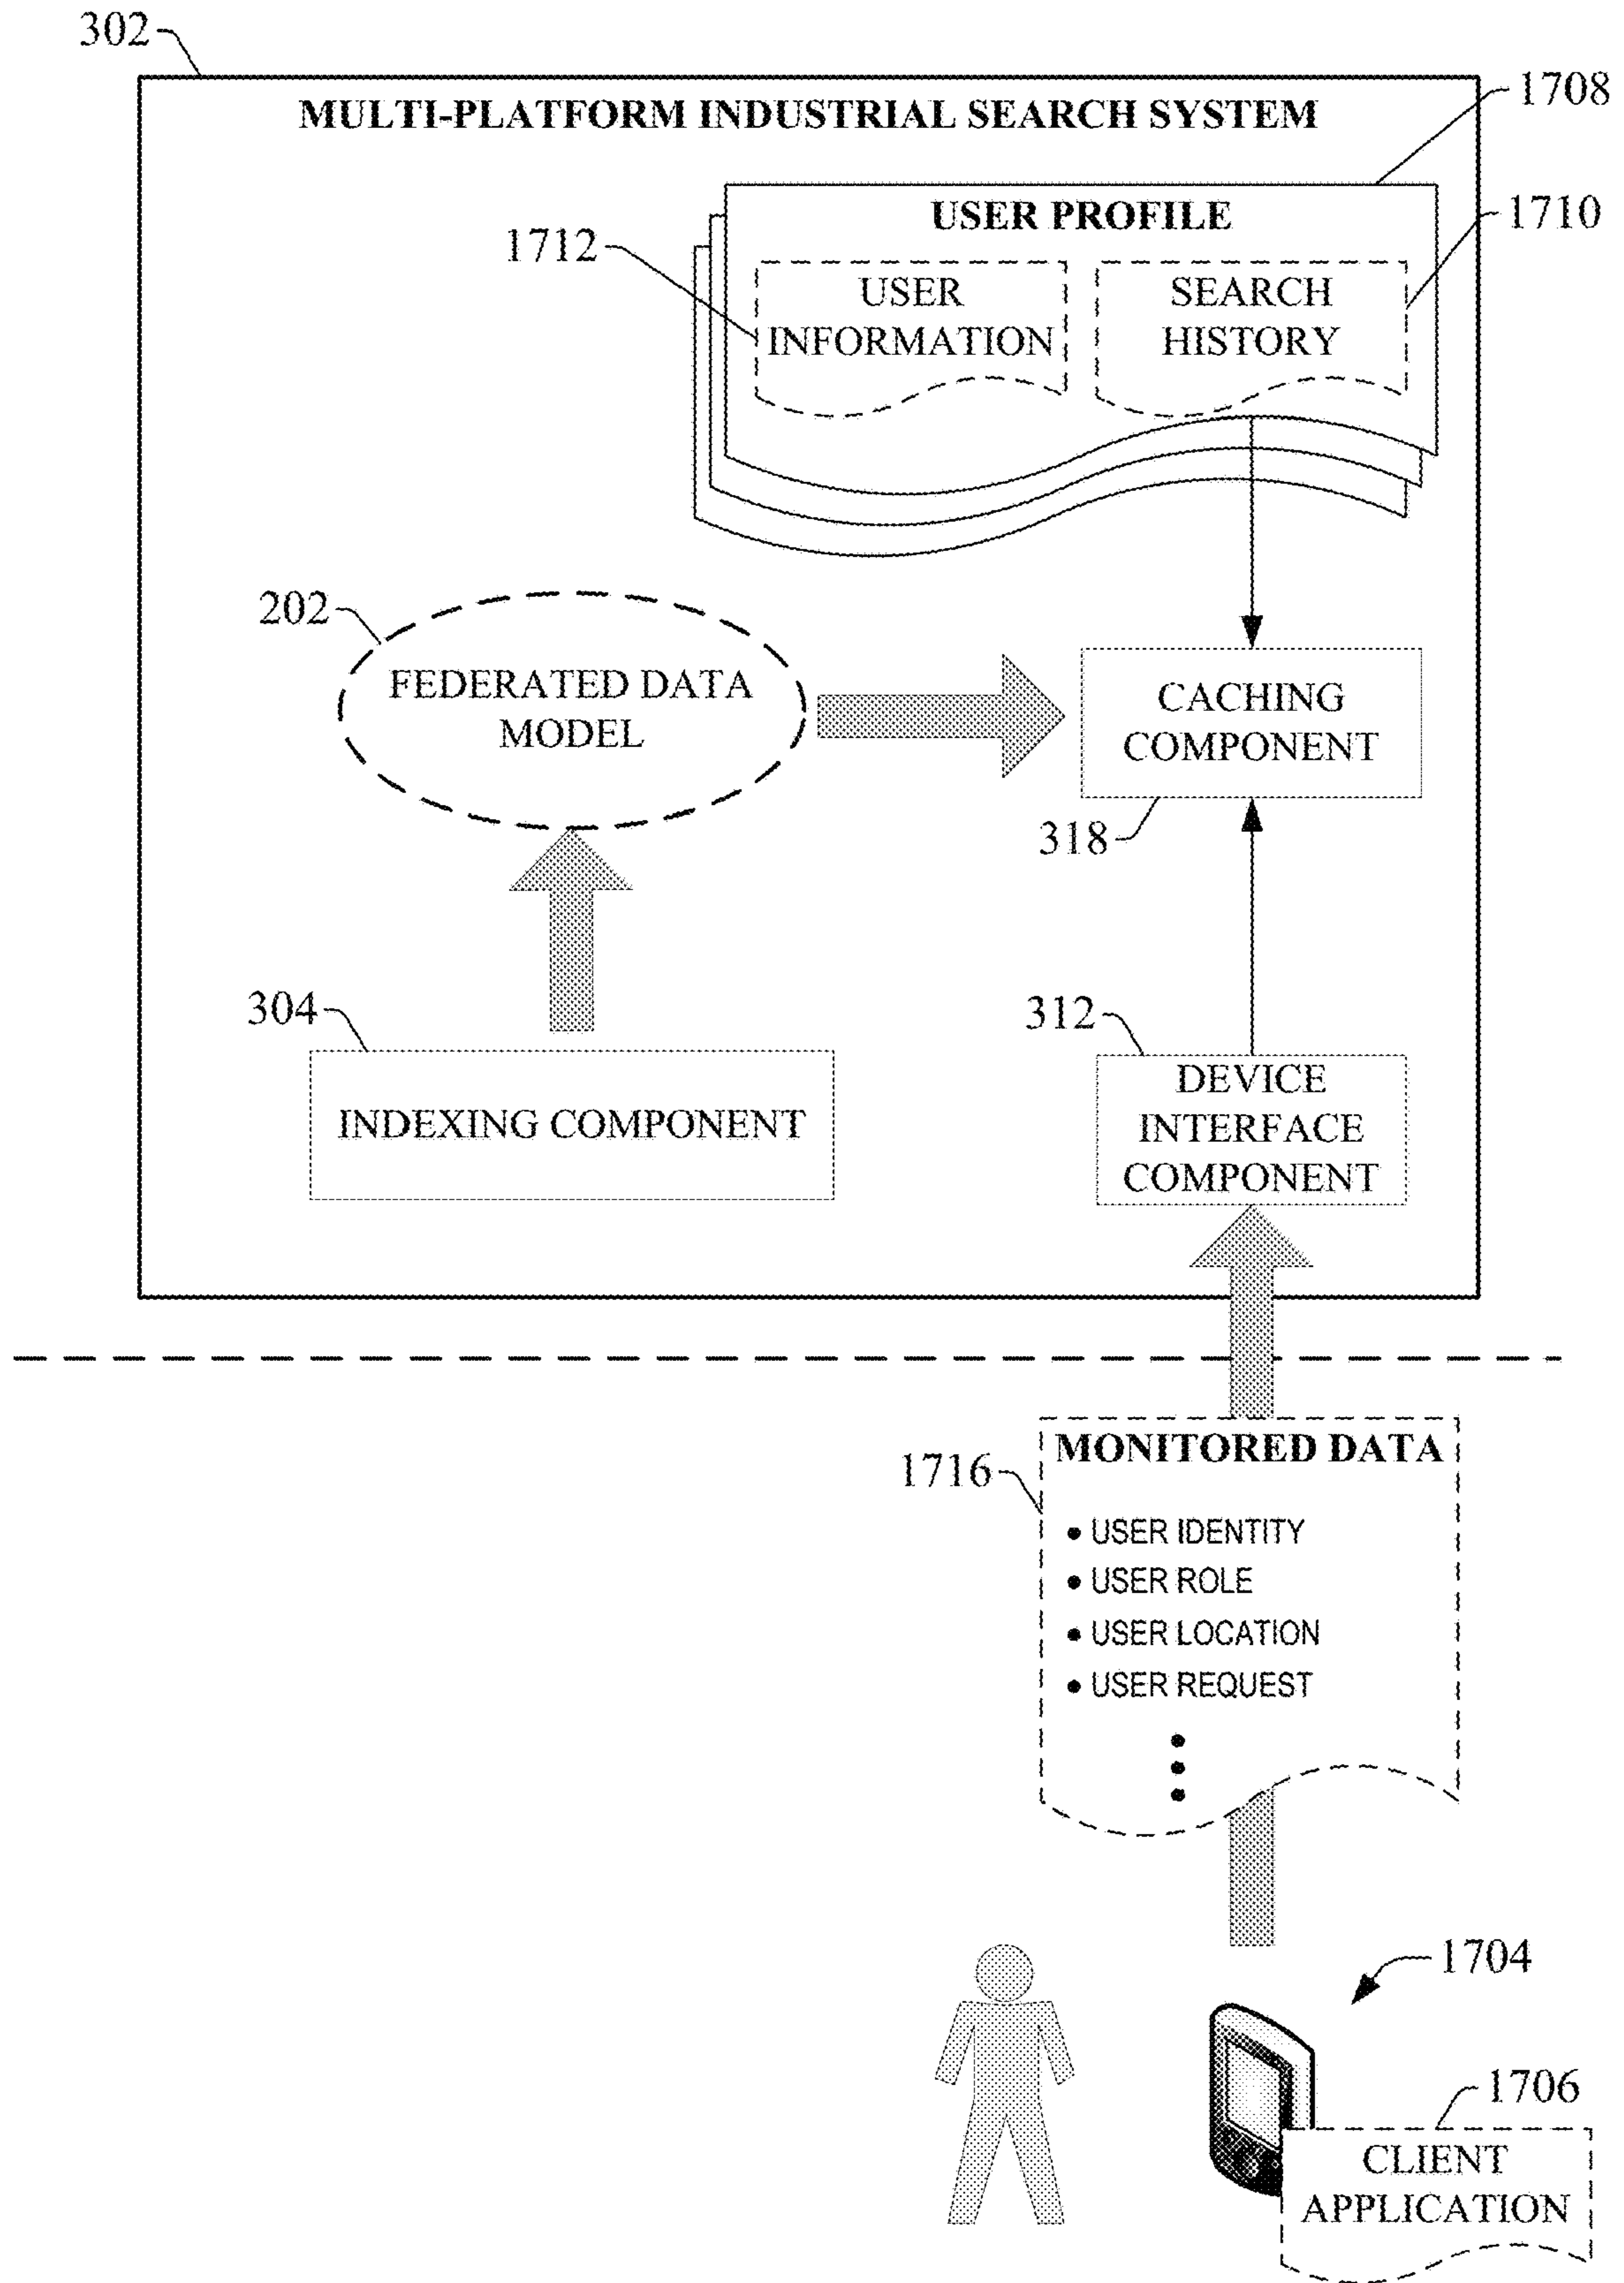 302
MULTI-PLATFORM INDUSTRIAL SEARCH SYSTEM
1708
USER PROFILE
1710
1712
USER
INFORMATION
SEARCH
HISTORY
202
FEDERATED DATA
MODEL
CACHING
COMPONENT
318
304
INDEXING COMPONENT
312
DEVICE
INTERFACE
COMPONENT
1716
MONITORED DATA
• USER IDENTITY
• USER ROLE
• USER LOCATION
• USER REQUEST
1704
1706
CLIENT
APPLICATION